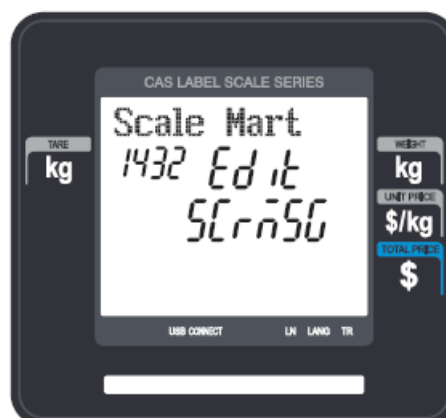 CAS LABEL SCALE SERIES
Scale Mart
TARE
kg
1432 Edit
SCrnSG
WEIGHT
kg
UNIT PRICE
$/kg
TOTAL PRICE
$
USB CONNECT LN LANG TR